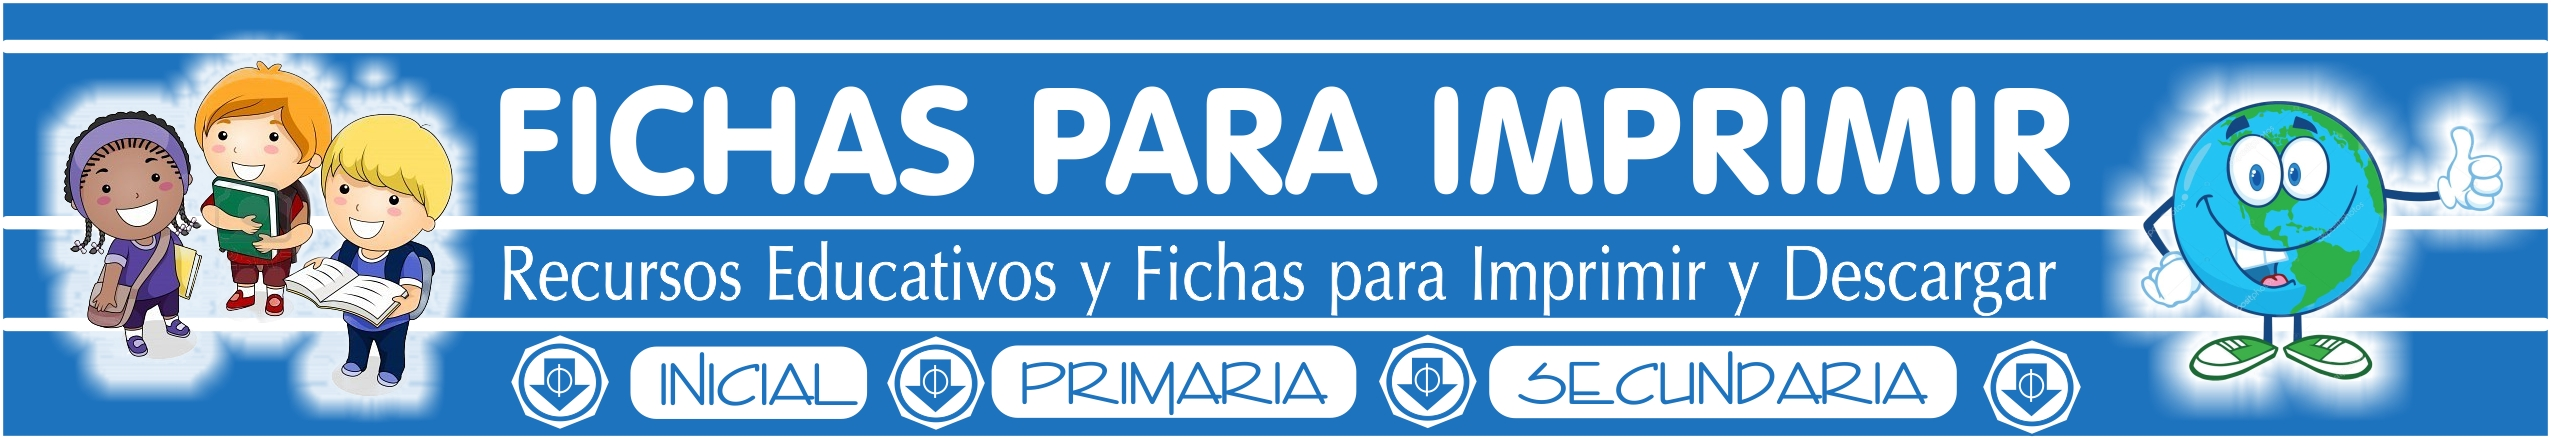 FICHAS PARA IMPRIMIR
Recursos Educativos y Fichas para Imprimir y Descargar
INICIAL PRIMARIA SECUNDARIA